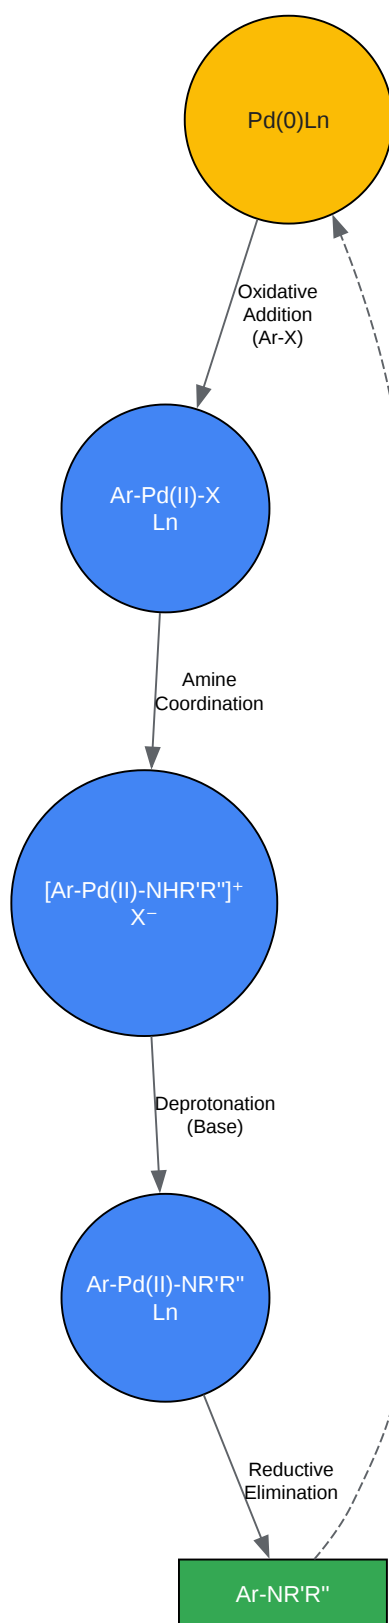 Pd(0)Ln
Oxidative
Addition
(Ar-X)
Ar-Pd(II)-X
Ln
Amine
Coordination
[Ar-Pd(II)-NHR'R"]⁺
X⁻
Deprotonation
(Base)
Ar-Pd(II)-NR'R"
Ln
Reductive
Elimination
Ar-NR'R"